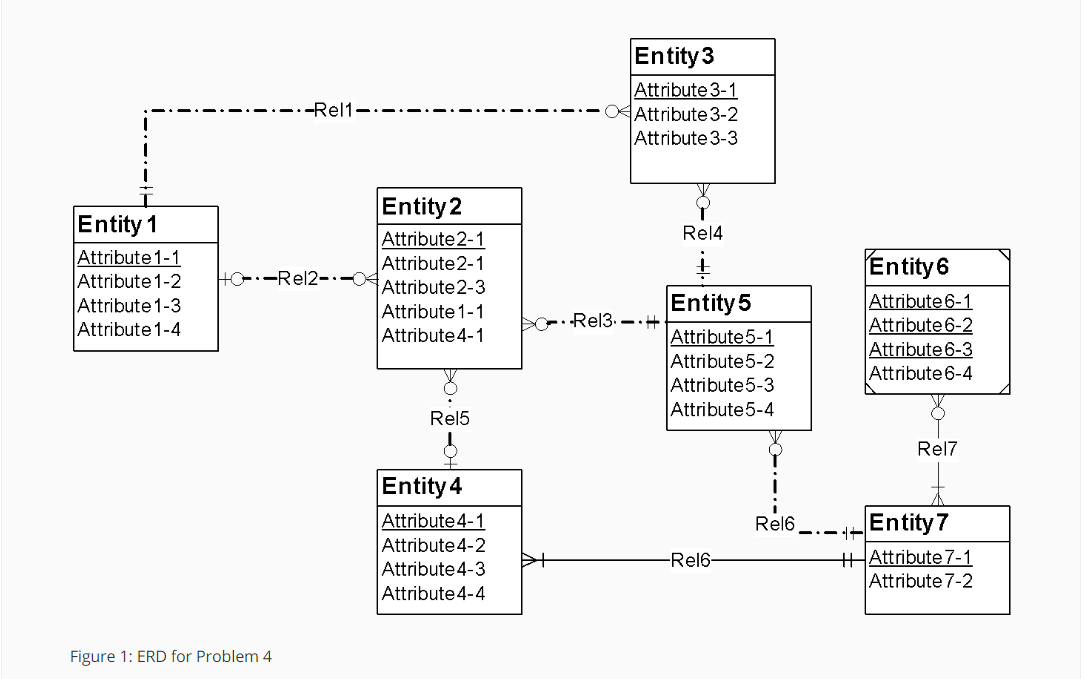 Entity3
Attribute3-1
Attribute3-2
Attribute3-3
Rel1
Entity1
Attribute1-1
Attribute1-2
Attribute1-3
Attribute1-4
Rel2
Entity2
Attribute2-1
Attribute2-1
Attribute2-3
Attribute1-1
Attribute4-1
Rel3
Rel4
Entity5
Attribute5-1
Attribute5-2
Attribute5-3
Attribute5-4
Entity6
Attribute6-1
Attribute6-2
Attribute6-3
Attribute6-4
Rel5
Rel7
Entity4
Attribute4-1
Attribute4-2
Attribute4-3
Attribute4-4
Rel6
Rel6
Entity7
Attribute7-1
Attribute7-2
Figure 1: ERD for Problem 4